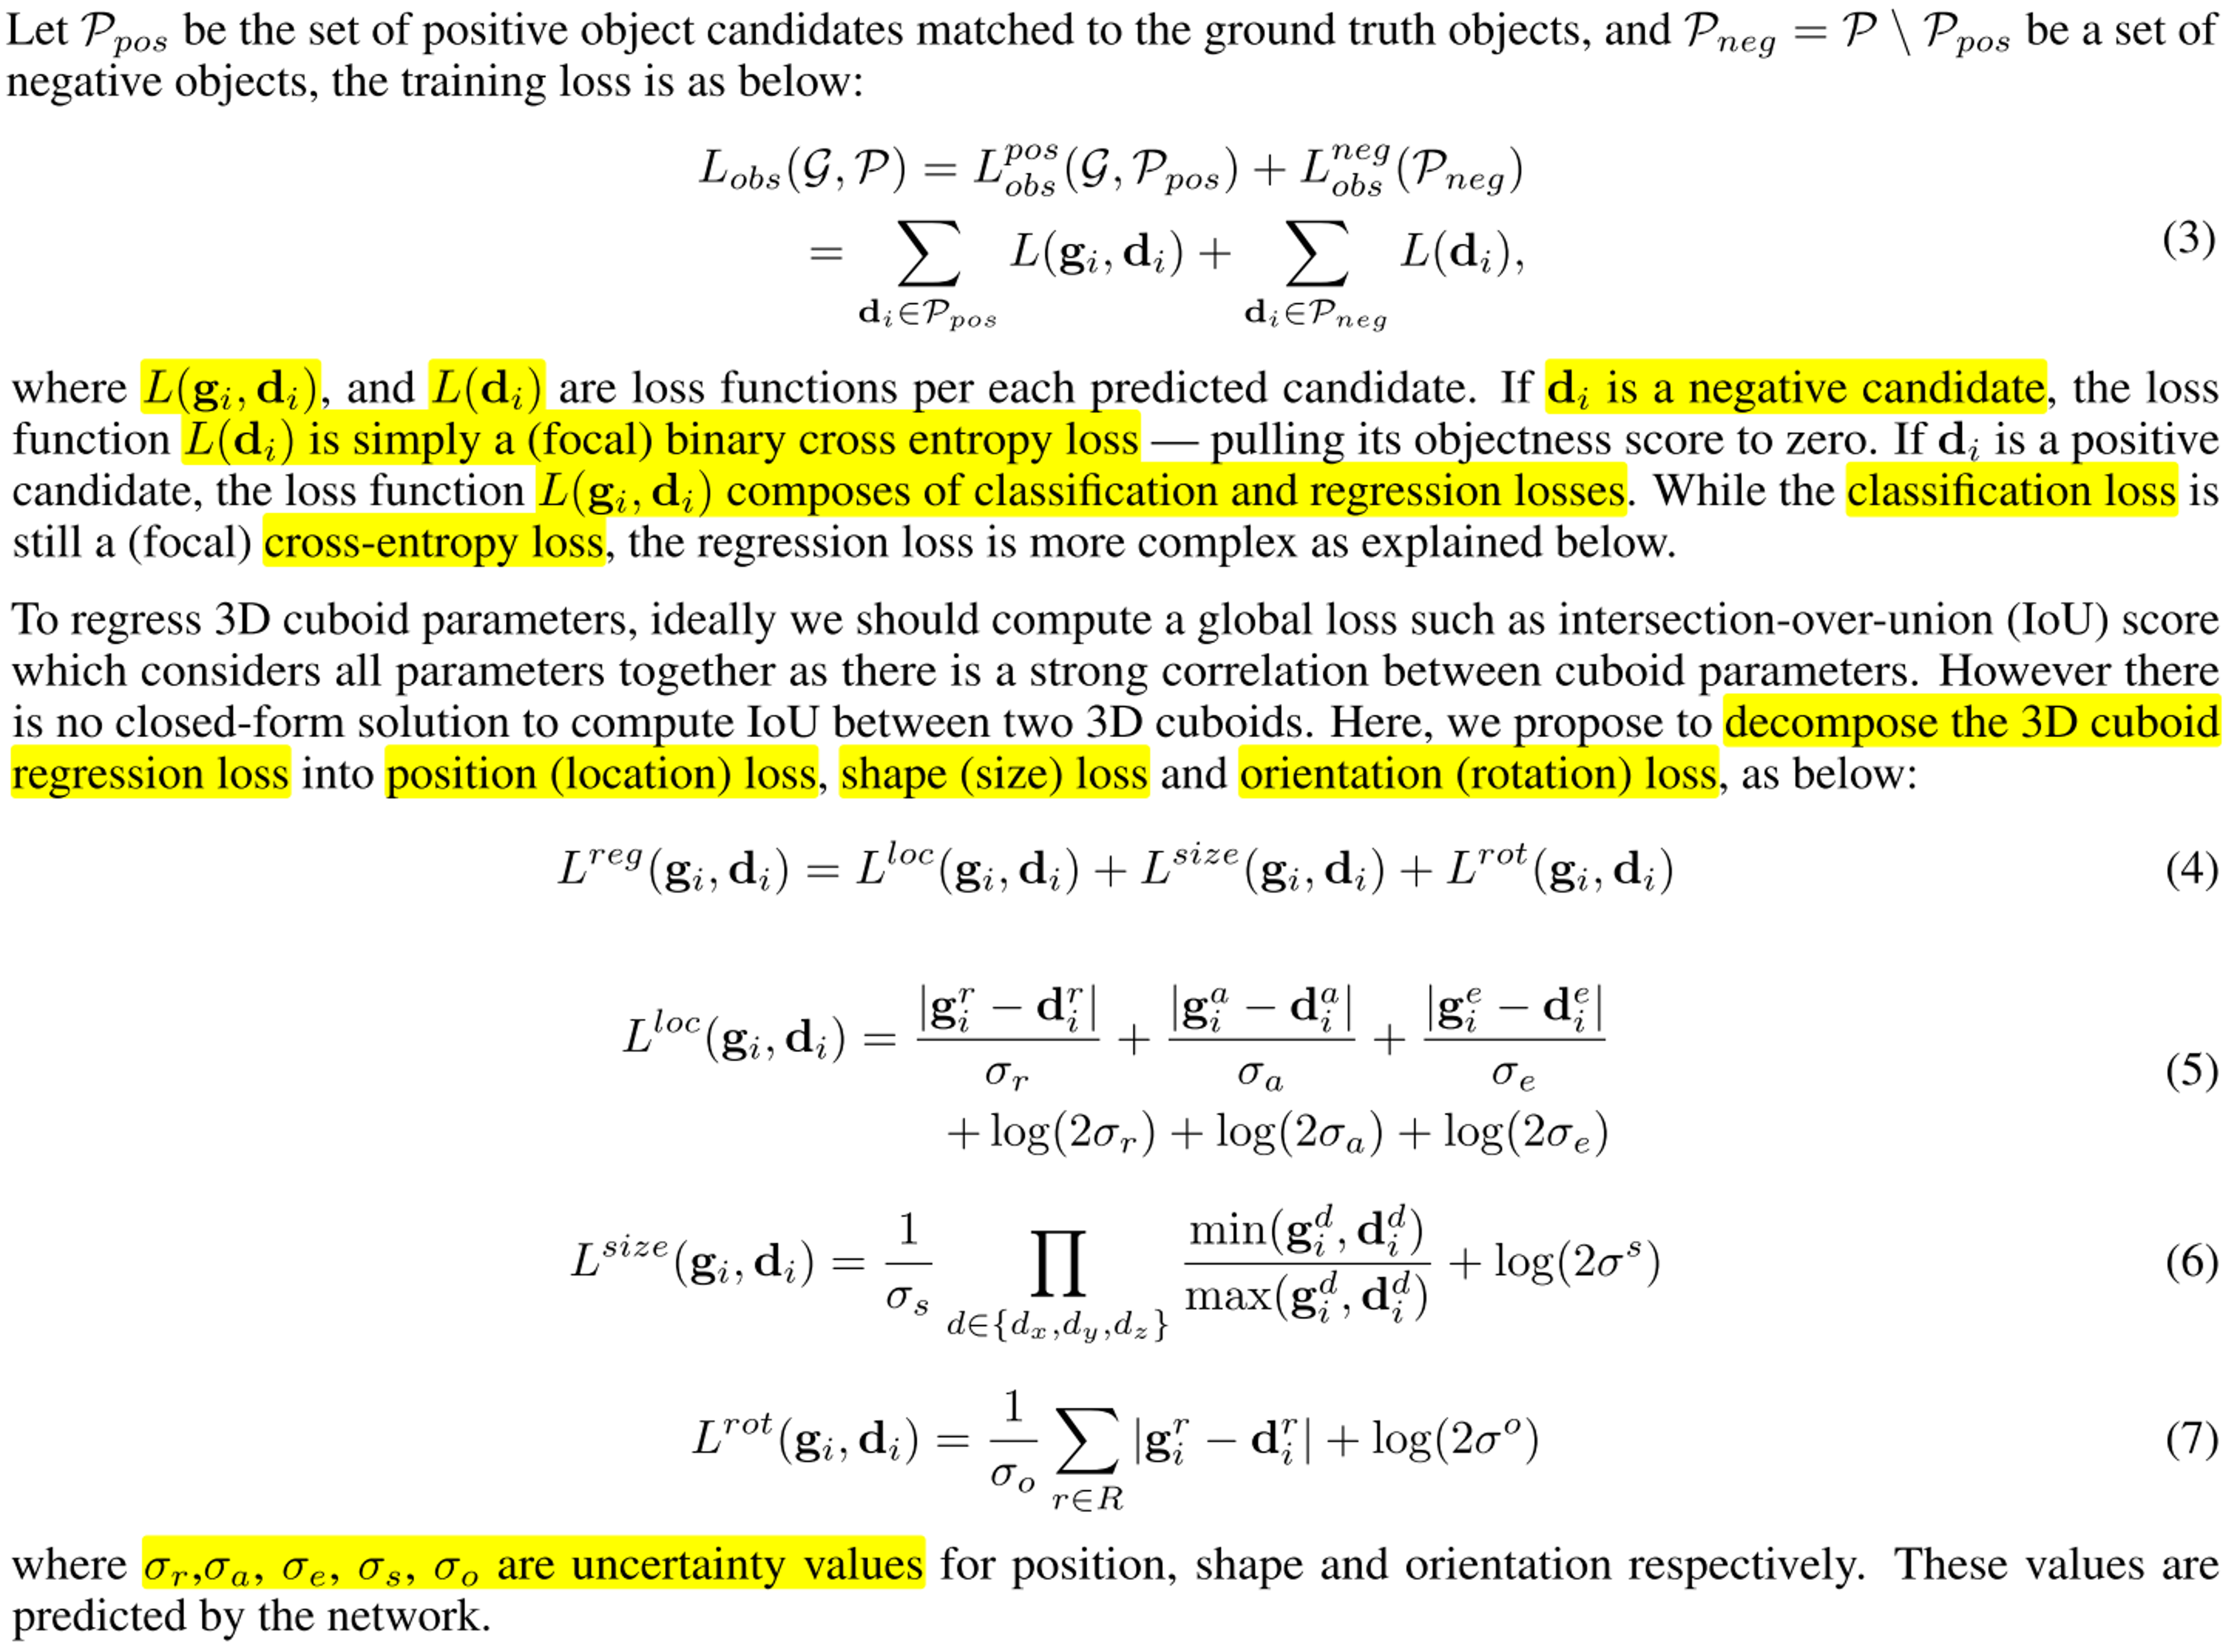 Let $\mathcal{P}_{pos}$ be the set of positive object candidates matched to the ground truth objects, and $\mathcal{P}_{neg} = \mathcal{P} \setminus \mathcal{P}_{pos}$ be a set of
negative objects, the training loss is as below:
$L_{obs}(\mathcal{G}, \mathcal{P}) = L_{obs}^{pos}(\mathcal{G}, \mathcal{P}_{pos}) + L_{obs}^{neg}(\mathcal{P}_{neg})$
$= \sum_{\mathbf{d}_i \in \mathcal{P}_{pos}} L(\mathbf{g}_i, \mathbf{d}_i) + \sum_{\mathbf{d}_i \in \mathcal{P}_{neg}} L(\mathbf{d}_i),$ (3)
where $L(\mathbf{g}_i, \mathbf{d}_i)$, and $L(\mathbf{d}_i)$ are loss functions per each predicted candidate. If $\mathbf{d}_i$ is a negative candidate, the loss
function $L(\mathbf{d}_i)$ is simply a (focal) binary cross entropy loss — pulling its objectness score to zero. If $\mathbf{d}_i$ is a positive
candidate, the loss function $L(\mathbf{g}_i, \mathbf{d}_i)$ composes of classification and regression losses. While the classification loss is
still a (focal) cross-entropy loss, the regression loss is more complex as explained below.
To regress 3D cuboid parameters, ideally we should compute a global loss such as intersection-over-union (IoU) score
which considers all parameters together as there is a strong correlation between cuboid parameters. However there
is no closed-form solution to compute IoU between two 3D cuboids. Here, we propose to decompose the 3D cuboid
regression loss into position (location) loss, shape (size) loss and orientation (rotation) loss, as below:
$L^{reg}(\mathbf{g}_i, \mathbf{d}_i) = L^{loc}(\mathbf{g}_i, \mathbf{d}_i) + L^{size}(\mathbf{g}_i, \mathbf{d}_i) + L^{rot}(\mathbf{g}_i, \mathbf{d}_i)$ (4)
$L^{loc}(\mathbf{g}_i, \mathbf{d}_i) = \frac{|\mathbf{g}_i^r - \mathbf{d}_i^r|}{\sigma_r} + \frac{|\mathbf{g}_i^a - \mathbf{d}_i^a|}{\sigma_a} + \frac{|\mathbf{g}_i^e - \mathbf{d}_i^e|}{\sigma_e}$
$+ \log(2\sigma_r) + \log(2\sigma_a) + \log(2\sigma_e)$ (5)
$L^{size}(\mathbf{g}_i, \mathbf{d}_i) = \frac{1}{\sigma_s} \prod_{d \in \{d_x, d_y, d_z\}} \frac{\min(\mathbf{g}_i^d, \mathbf{d}_i^d)}{\max(\mathbf{g}_i^d, \mathbf{d}_i^d)} + \log(2\sigma^s)$ (6)
$L^{rot}(\mathbf{g}_i, \mathbf{d}_i) = \frac{1}{\sigma_o} \sum_{r \in R} |\mathbf{g}_i^r - \mathbf{d}_i^r| + \log(2\sigma^o)$ (7)
where $\sigma_r$,$\sigma_a$, $\sigma_e$, $\sigma_s$, $\sigma_o$ are uncertainty values for position, shape and orientation respectively. These values are
predicted by the network.